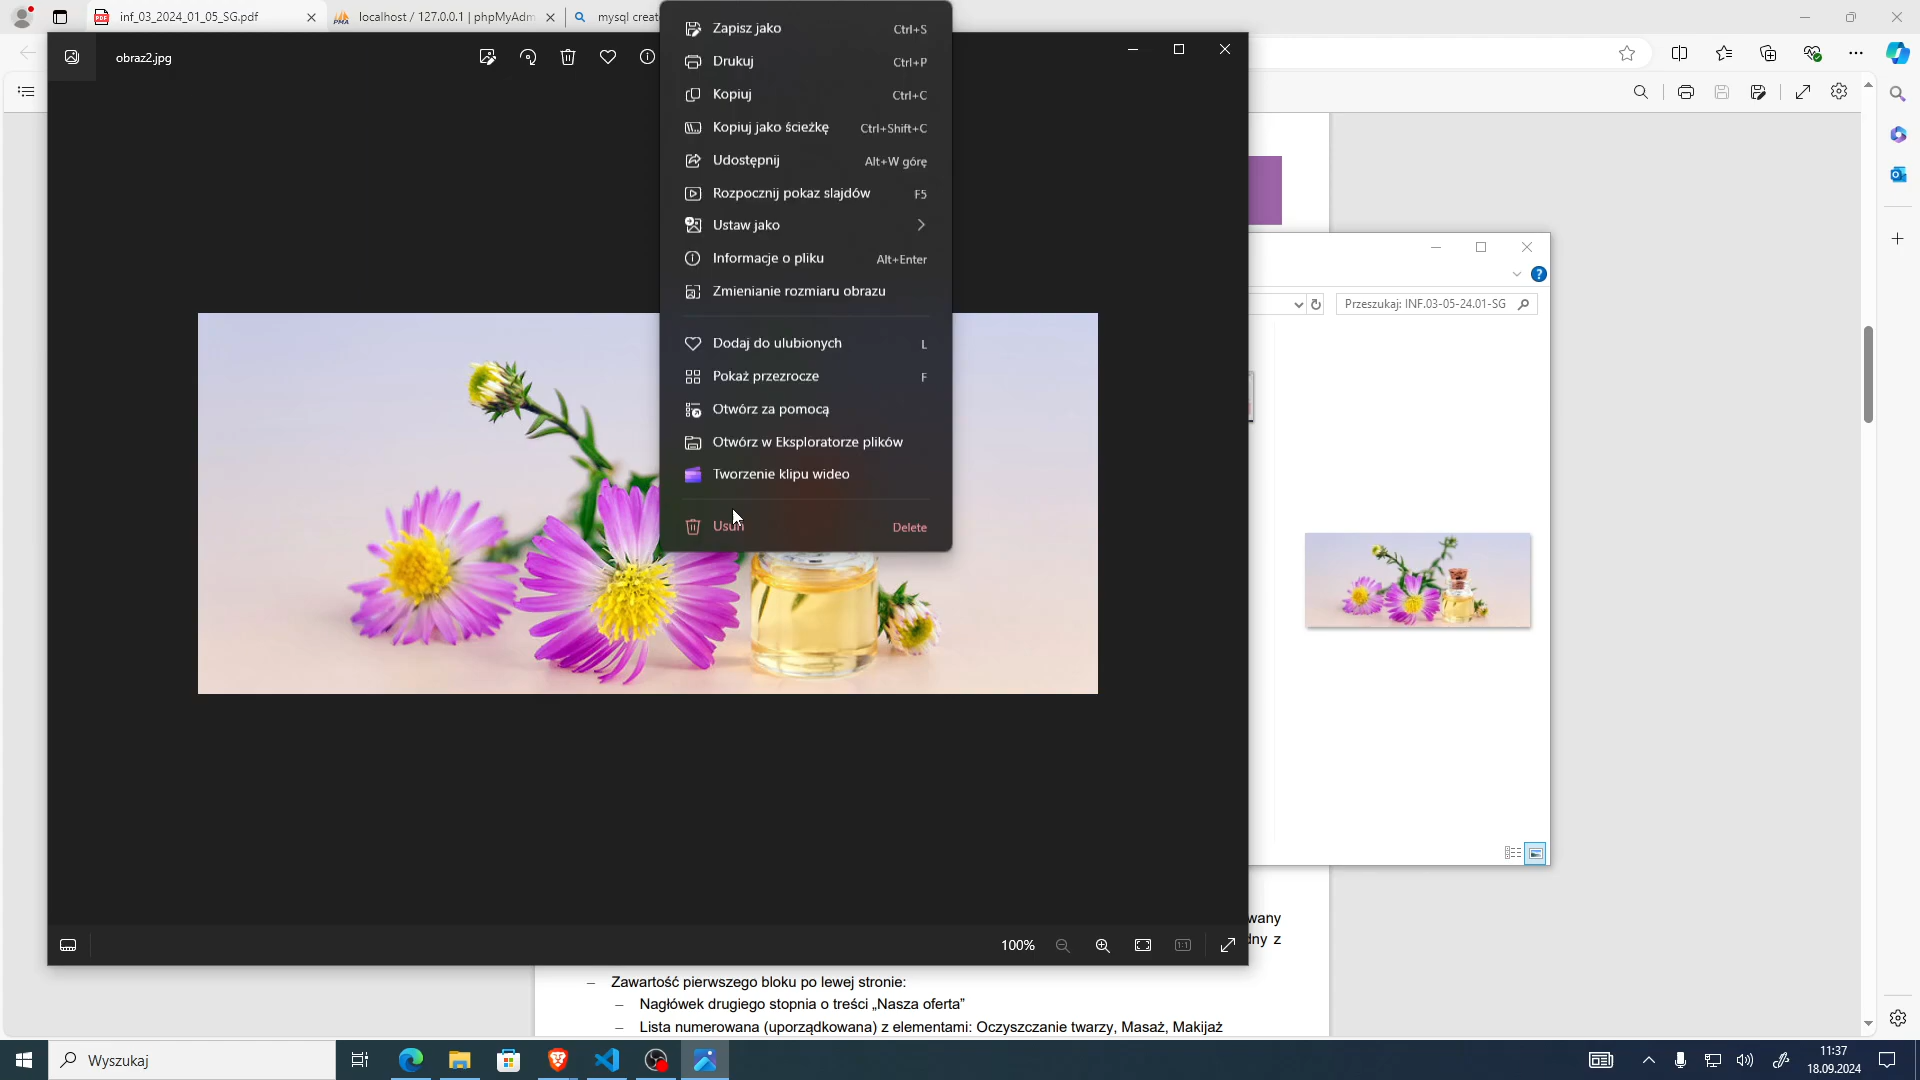 inf_03_2024_01_05_SG.pdf
localhost / 127.0.0.1 | phpMyAdm
mysql creat
obraz2.jpg
Zapisz jako Ctrl+S
Drukuj Ctrl+P
Kopiuj Ctrl+C
Kopiuj jako ścieżkę Ctrl+Shift+C
Udostępnij Alt+W górę
Rozpocznij pokaz slajdów F5
Ustaw jako
Informacje o pliku Alt+Enter
Zmienianie rozmiaru obrazu
Dodaj do ulubionych L
Pokaż przezrocze F
Otwórz za pomocą
Otwórz w Eksploratorze plików
Tworzenie klipu wideo
Usuń Delete
Przeszukaj: INF.03-05-24.01-SG
100%
1:1
wany
dny z
– Zawartość pierwszego bloku po lewej stronie:
– Nagłówek drugiego stopnia o treści „Nasza oferta”
– Lista numerowana (uporządkowana) z elementami: Oczyszczanie twarzy, Masaż, Makijaż
Wyszukaj
11:37
18.09.2024